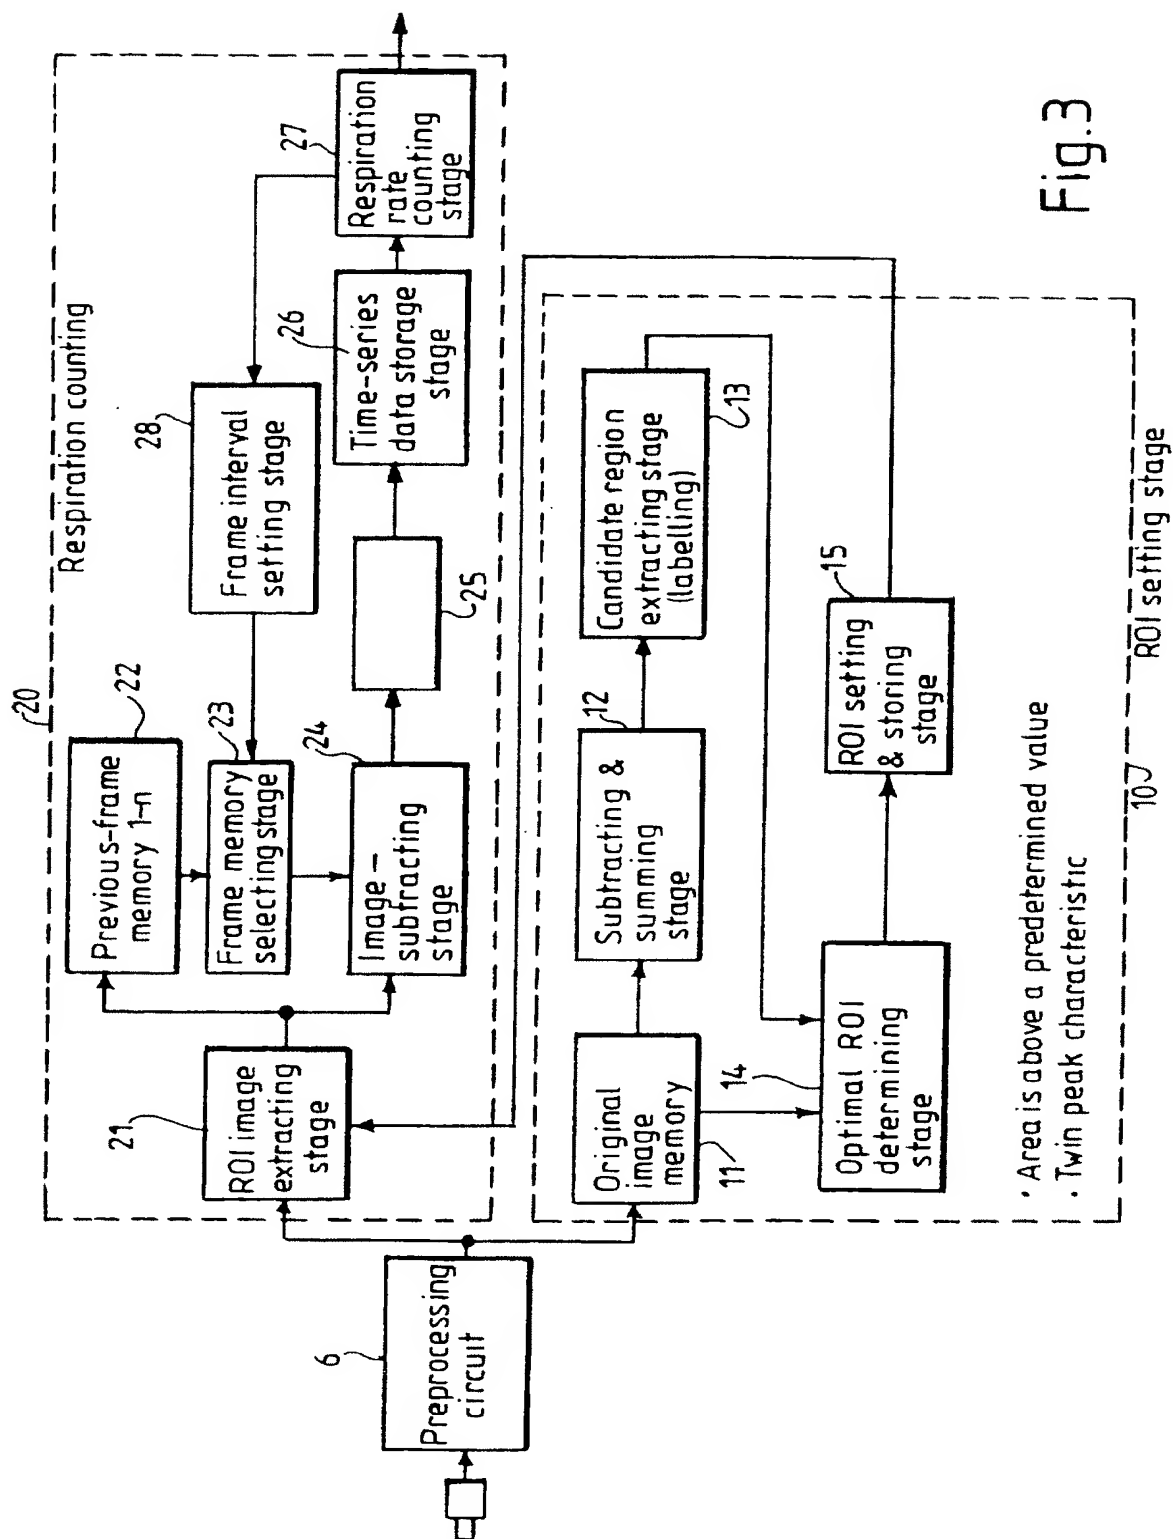 20
Respiration counting
22
Previous-frame
memory 1-n
28
Frame interval
setting stage
27
Respiration
rate
counting
stage
23
Frame memory
selecting stage
26
Time-series
data storage
stage
21
ROI image
extracting
stage
24
Image-
subtracting
stage
25
6
Preprocessing
circuit
12
Subtracting &
summing
stage
Candidate region
extracting stage
(labelling)
13
Original
image
memory
11
14
Optimal ROI
determining
stage
15
ROI setting
& storing
stage
· Area is above a predetermined value
· Twin peak characteristic
10
ROI setting stage
Fig.3